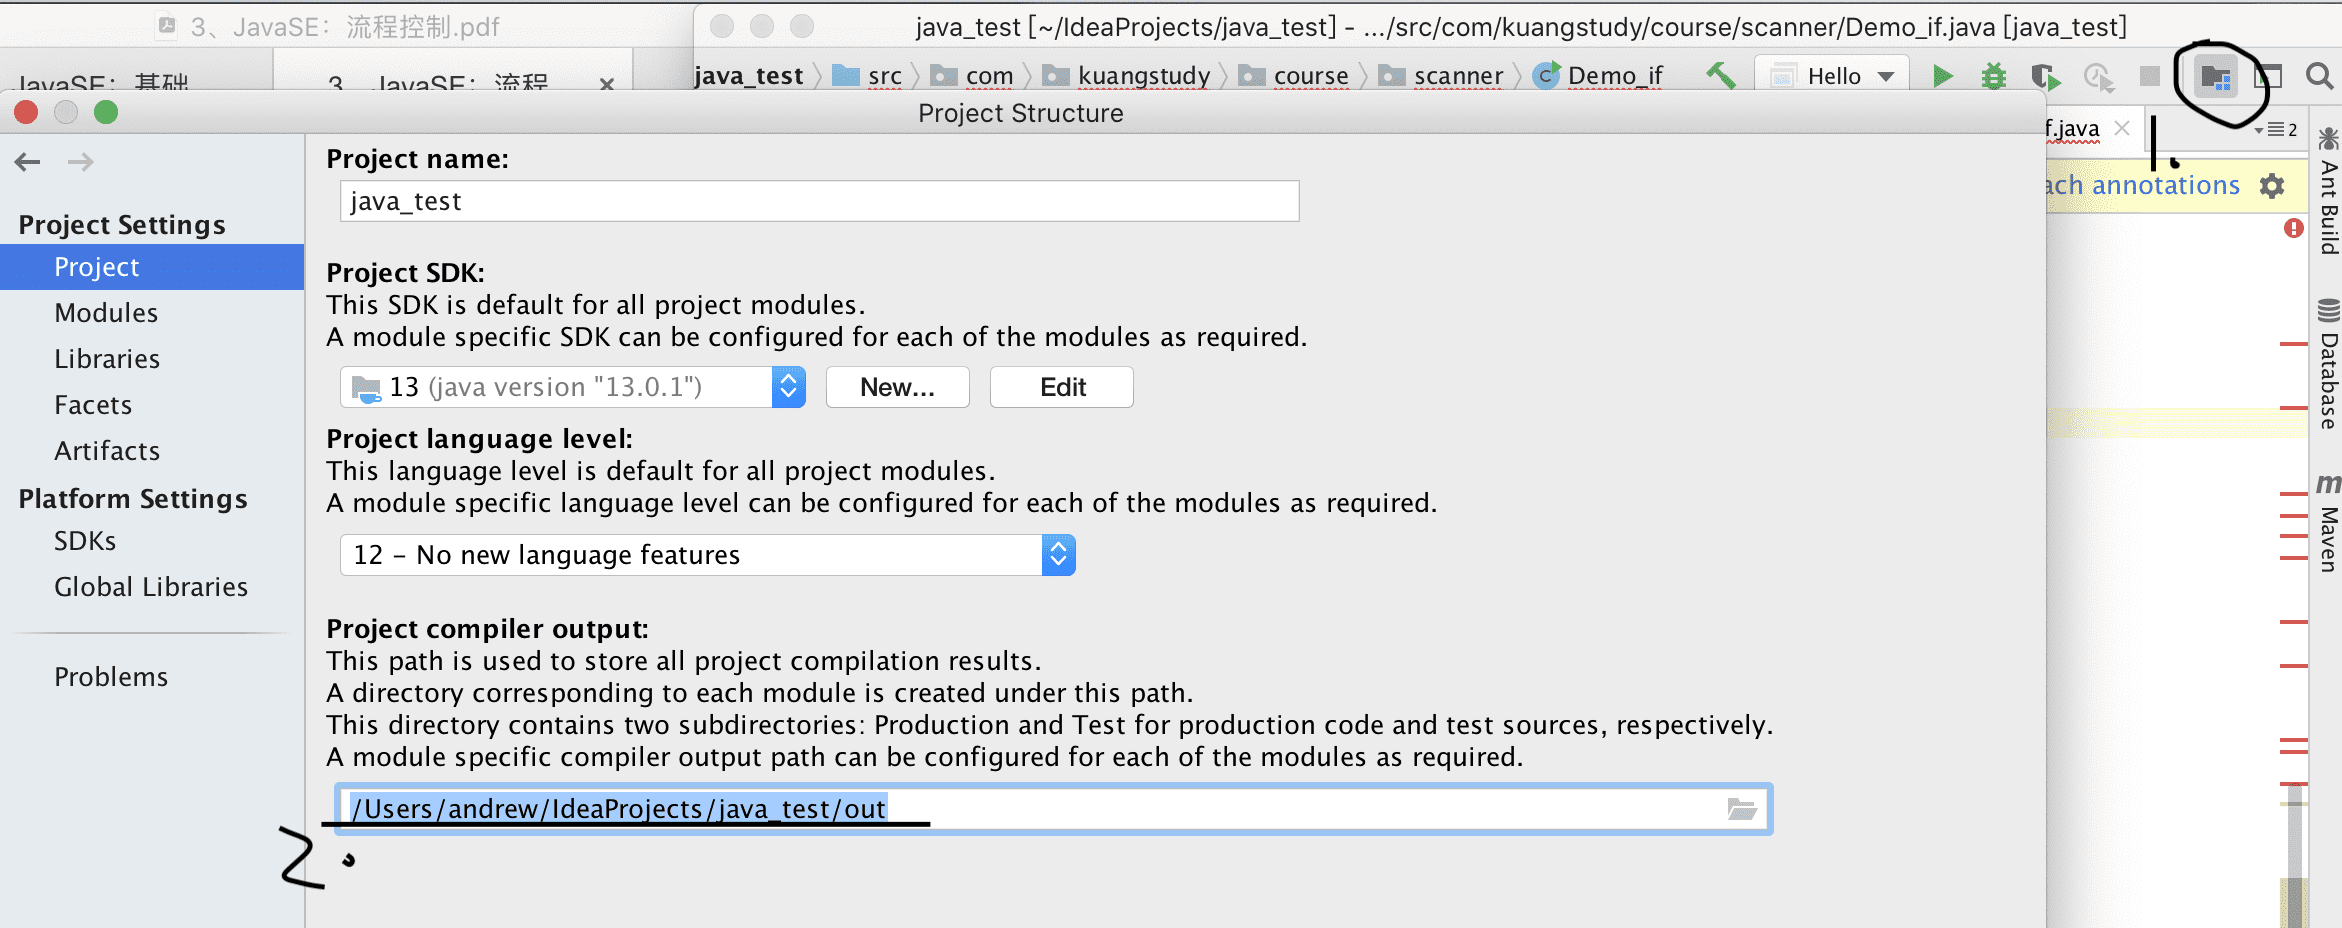 3、JavaSE：流程控制.pdf
java_test [~/IdeaProjects/java_test] - .../src/com/kuangstudy/course/scanner/Demo_if.java [java_test]
JavaSE：基础
3、JavaSE：流程
java_test
src
com
kuangstudy
course
scanner
Demo_if
Hello
Project Structure
f.java
2
1.
ach annotations
Ant Build
Database
m
Maven
Project Settings
Project
Modules
Libraries
Facets
Artifacts
Platform Settings
SDKs
Global Libraries
Problems
Project name:
java_test
Project SDK:
This SDK is default for all project modules.
A module specific SDK can be configured for each of the modules as required.
13 (java version "13.0.1")
New...
Edit
Project language level:
This language level is default for all project modules.
A module specific language level can be configured for each of the modules as required.
12 – No new language features
Project compiler output:
This path is used to store all project compilation results.
A directory corresponding to each module is created under this path.
This directory contains two subdirectories: Production and Test for production code and test sources, respectively.
A module specific compiler output path can be configured for each of the modules as required.
/Users/andrew/IdeaProjects/java_test/out
2.